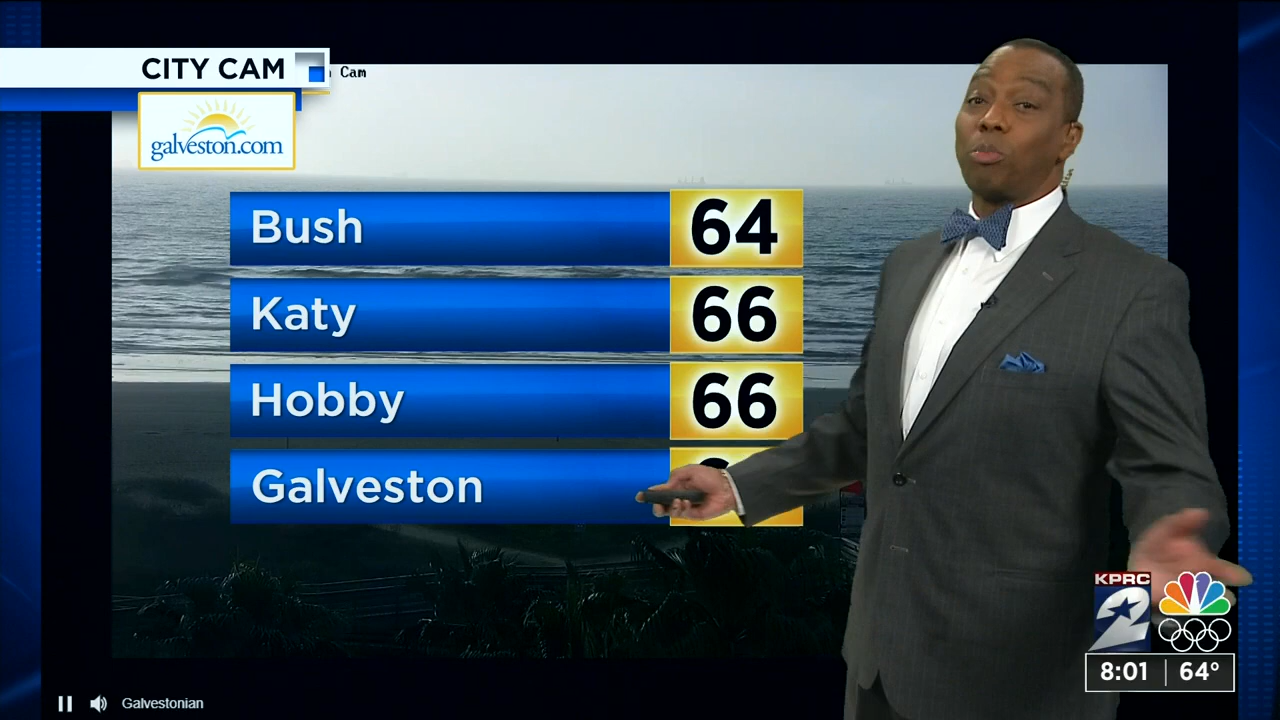 CITY CAM
Cam
galveston.com
Bush 64
Katy 66
Hobby 66
Galveston
KPRC
2
8:01 64°
Galvestonian